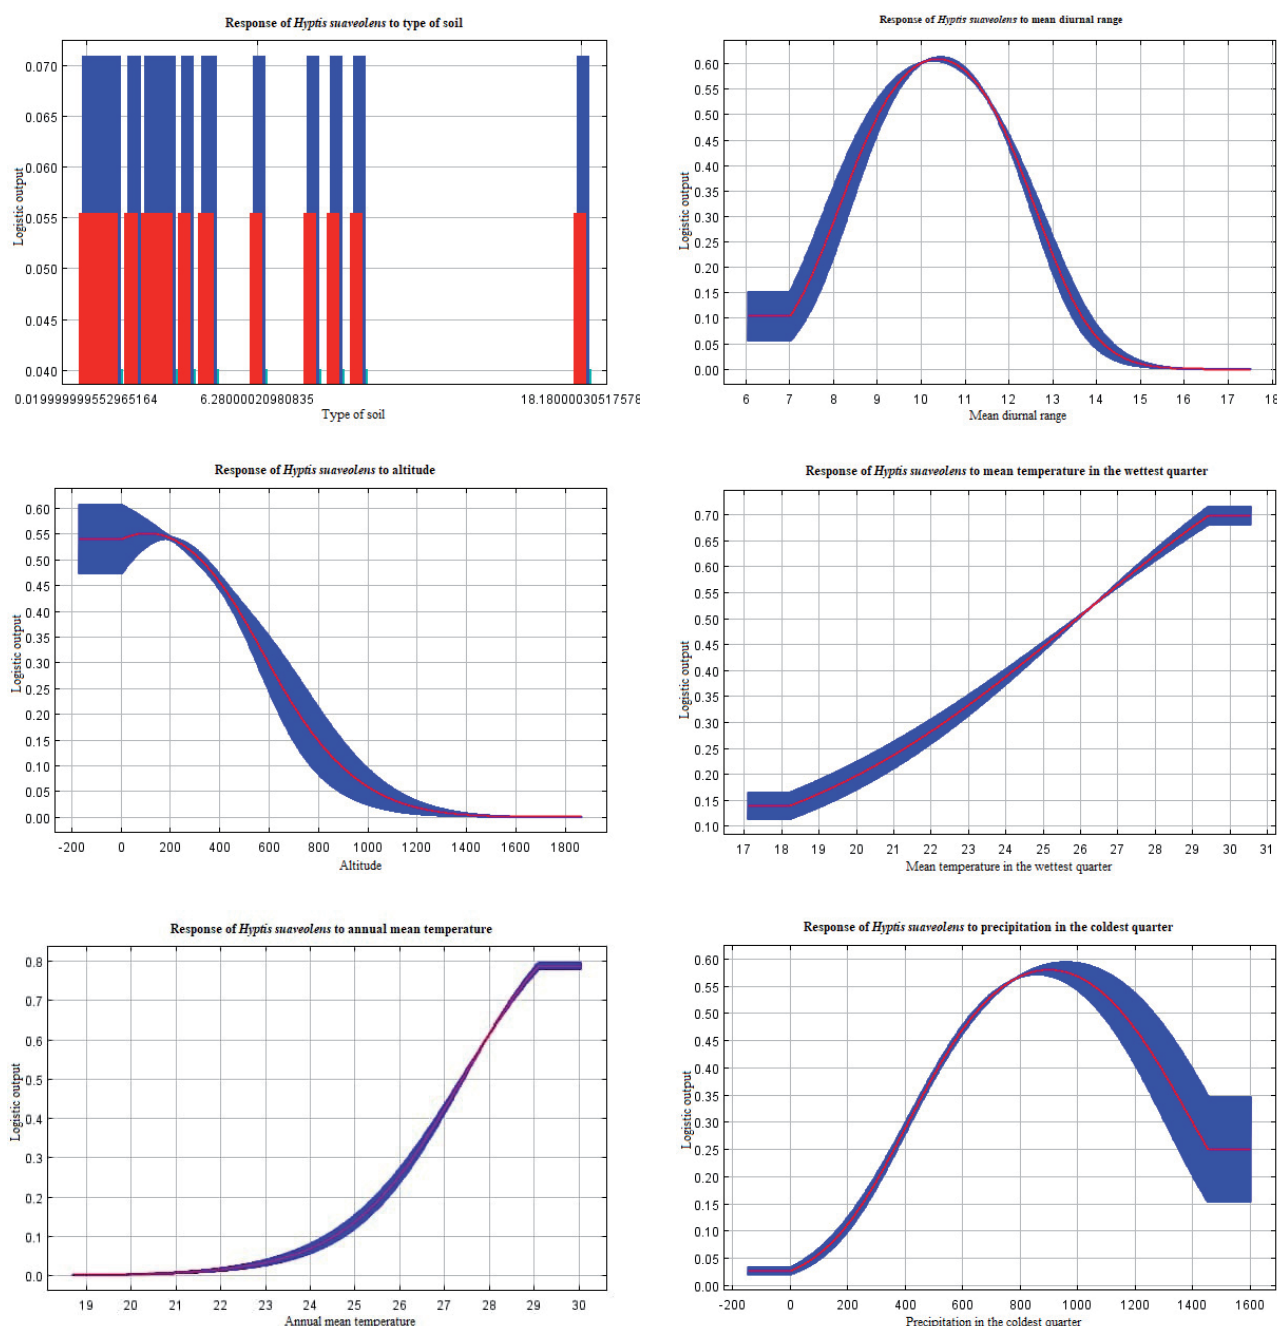 Response of Hyptis suaveolens to type of soil
0.070
0.065
0.060
0.055
0.050
0.045
0.040
Logistic output
0.019999999552965164 6.28000020980835 18.18000030517578
Type of soil
Response of Hyptis suaveolens to mean diurnal range
0.60
0.55
0.50
0.45
0.40
0.35
0.30
0.25
0.20
0.15
0.10
0.05
0.00
Logistic output
6 7 8 9 10 11 12 13 14 15 16 17 18
Mean diurnal range
Response of Hyptis suaveolens to altitude
0.60
0.55
0.50
0.45
0.40
0.35
0.30
0.25
0.20
0.15
0.10
0.05
0.00
Logistic output
-200 0 200 400 600 800 1000 1200 1400 1600 1800
Altitude
Response of Hyptis suaveolens to mean temperature in the wettest quarter
0.70
0.65
0.60
0.55
0.50
0.45
0.40
0.35
0.30
0.25
0.20
0.15
0.10
Logistic output
17 18 19 20 21 22 23 24 25 26 27 28 29 30 31
Mean temperature in the wettest quarter
Response of Hyptis suaveolens to annual mean temperature
0.8
0.7
0.6
0.5
0.4
0.3
0.2
0.1
0.0
Logistic output
19 20 21 22 23 24 25 26 27 28 29 30
Annual mean temperature
Response of Hyptis suaveolens to precipitation in the coldest quarter
0.60
0.55
0.50
0.45
0.40
0.35
0.30
0.25
0.20
0.15
0.10
0.05
0.00
Logistic output
-200 0 200 400 600 800 1000 1200 1400 1600
Precipitation in the coldest quarter